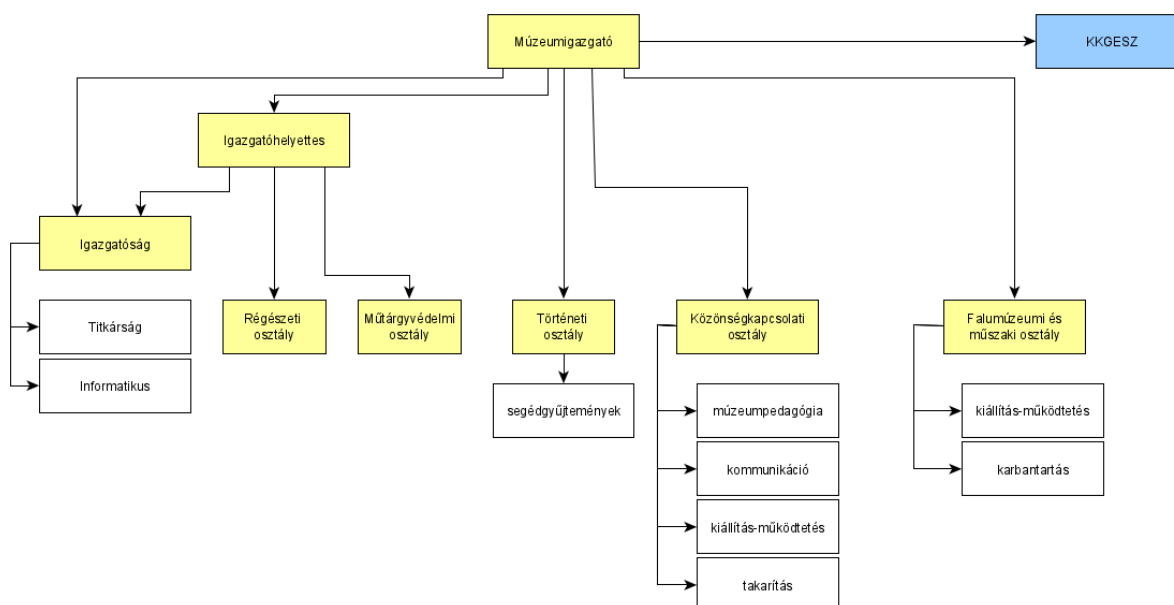 Múzeumigazgató
KKGESZ
Igazgatóhelyettes
Igazgatóság
Titkárság
Informatikus
Régészeti
osztály
Műtárgyvédelmi
osztály
Történeti
osztály
segédgyűjtemények
Közönségkapcsolati
osztály
múzeumpedagógia
kommunikáció
kiállítás-működtetés
takarítás
Falumúzeumi és
műszaki osztály
kiállítás-működtetés
karbantartás